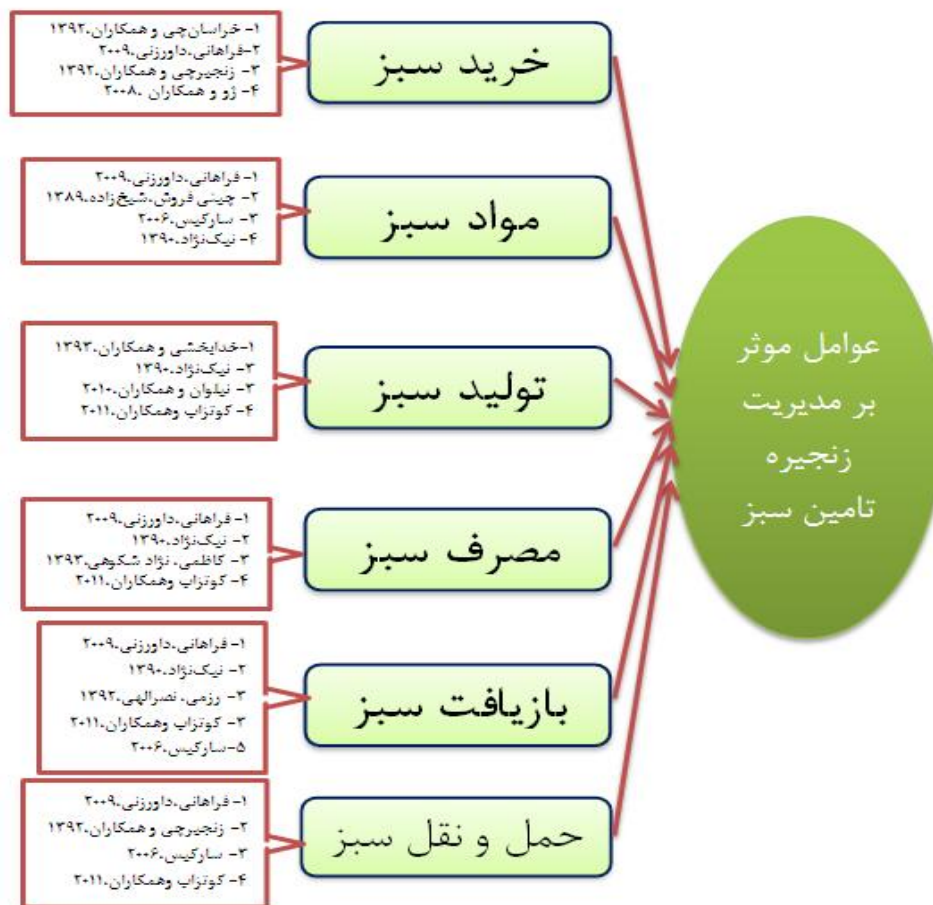 ۱- خراسان‌چی و همکاران،۱۳۹۲
۲-فراهانی،داورزنی،۲۰۰۹
۳- زنجیرچی و همکاران،۱۳۹۲
۴- ژو و همکاران ،۲۰۰۸
خرید سبز
۱- فراهانی،داورزنی،۲۰۰۹
۲- چینی فروش،شیخ‌زاده،۱۳۸۹
۳- سارکیس،۲۰۰۶
۴- نیک‌نژاد،۱۳۹۰
مواد سبز
۱-خدابخشی و همکاران،۱۳۹۳
۳- نیک‌نژاد،۱۳۹۰
۳- نیلوان و همکاران،۲۰۱۰
۴- کوتزاب وهمکاران،۲۰۱۱
تولید سبز
۱- فراهانی،داورزنی،۲۰۰۹
۲- نیک‌نژاد،۱۳۹۰
۳- کاظمی، نژاد شکوهی،۱۳۹۳
۴- کوتزاب وهمکاران،۲۰۱۱
مصرف سبز
۱- فراهانی،داورزنی،۲۰۰۹
۲- نیک‌نژاد،۱۳۹۰
۳- رزمی، نصرالهی،۱۳۹۲
۳- کوتزاب وهمکاران،۲۰۱۱
۵-سارکیس،۲۰۰۶
بازیافت سبز
۱- فراهانی،داورزنی،۲۰۰۹
۲- زنجیرچی و همکاران،۱۳۹۲
۳- سارکیس،۲۰۰۶
۴- کوتزاب وهمکاران،۲۰۱۱
حمل و نقل سبز
عوامل موثر
بر مدیریت
زنجیره
تامین سبز